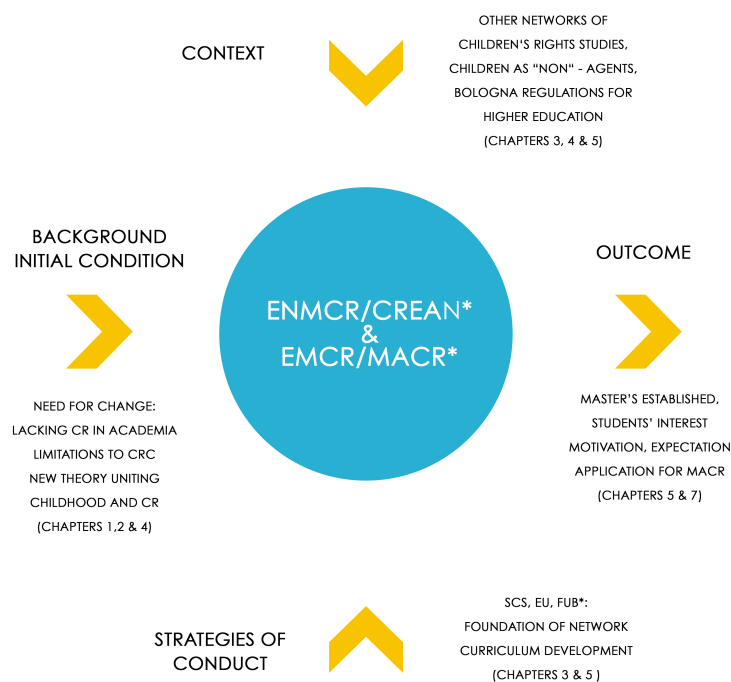 CONTEXT
OTHER NETWORKS OF
CHILDREN'S RIGHTS STUDIES,
CHILDREN AS "NON" - AGENTS,
BOLOGNA REGULATIONS FOR
HIGHER EDUCATION
(CHAPTERS 3, 4 & 5)
BACKGROUND
INITIAL CONDITION
NEED FOR CHANGE:
LACKING CR IN ACADEMIA
LIMITATIONS TO CRC
NEW THEORY UNITING
CHILDHOOD AND CR
(CHAPTERS 1,2 & 4)
ENMCR/CREAN*
&
EMCR/MACR*
OUTCOME
MASTER'S ESTABLISHED,
STUDENTS' INTEREST
MOTIVATION, EXPECTATION
APPLICATION FOR MACR
(CHAPTERS 5 & 7)
STRATEGIES OF
CONDUCT
SCS, EU, FUB*:
FOUNDATION OF NETWORK
CURRICULUM DEVELOPMENT
(CHAPTERS 3 & 5 )